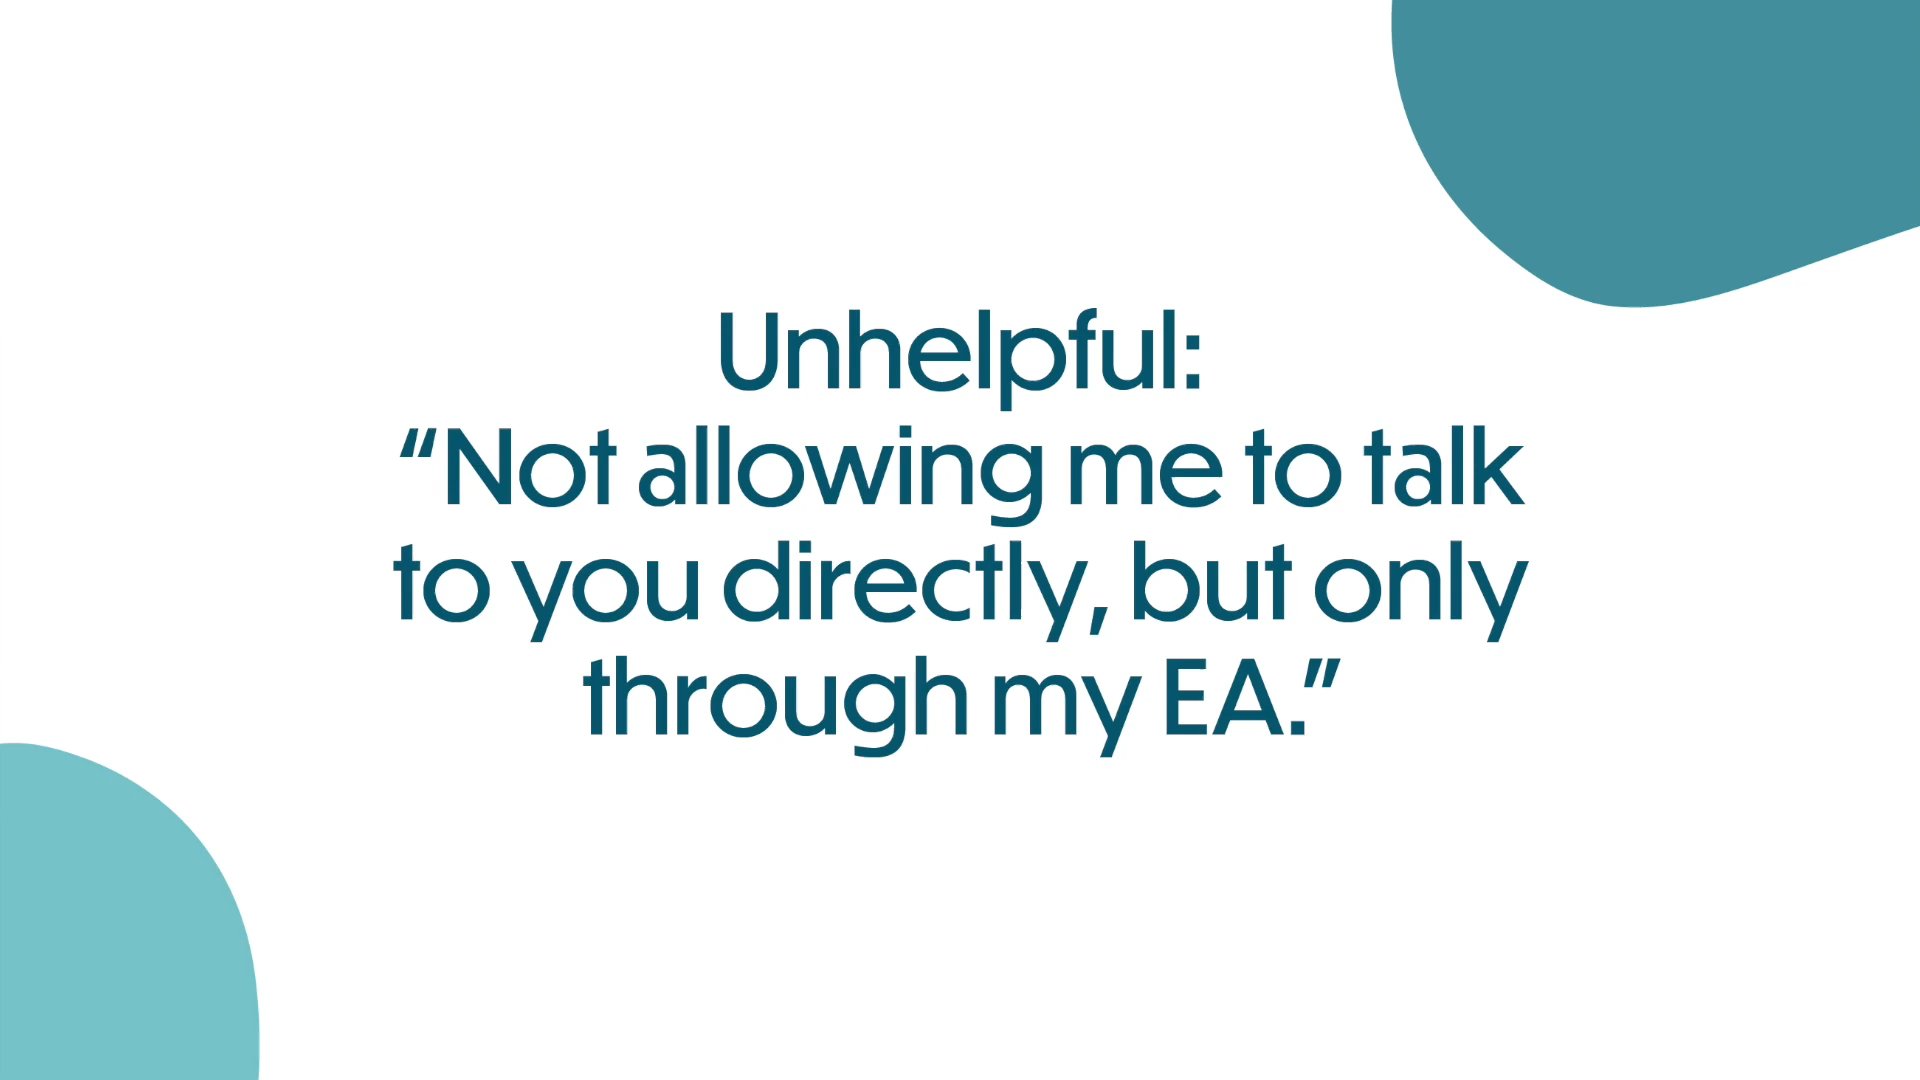 Unhelpful:
“Not allowing me to talk
to you directly, but only
through my EA.”